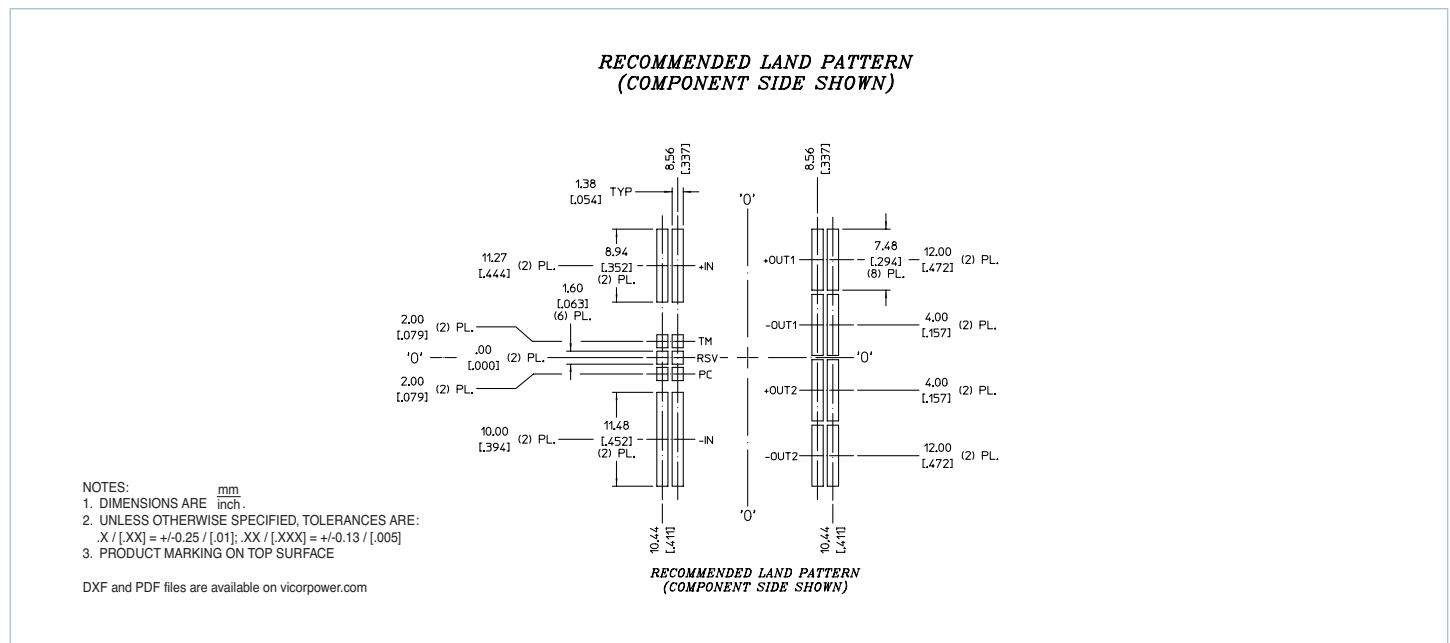 RECOMMENDED LAND PATTERN
(COMPONENT SIDE SHOWN)
8.56
[.337]
8.56
[.337]
1.38
[.054]
TYP
'0'
11.27
[.444]
(2) PL.
8.94
[.352]
(2) PL.
+IN
+OUT1
7.48
[.294]
(8) PL.
12.00
[.472]
(2) PL.
1.60
[.063]
(6) PL.
2.00
[.079]
(2) PL.
TM
-OUT1
4.00
[.157]
(2) PL.
'0'
.00
[.000]
(2) PL.
RSV
'0'
2.00
[.079]
(2) PL.
PC
+OUT2
4.00
[.157]
(2) PL.
10.00
[.394]
(2) PL.
11.48
[.452]
(2) PL.
-IN
-OUT2
12.00
[.472]
(2) PL.
'0'
10.44
[.411]
10.44
[.411]
RECOMMENDED LAND PATTERN
(COMPONENT SIDE SHOWN)
NOTES:
1. DIMENSIONS ARE mm
inch.
2. UNLESS OTHERWISE SPECIFIED, TOLERANCES ARE:
.X / [.XX] = +/-0.25 / [.01]; .XX / [.XXX] = +/-0.13 / [.005]
3. PRODUCT MARKING ON TOP SURFACE
DXF and PDF files are available on vicorpower.com